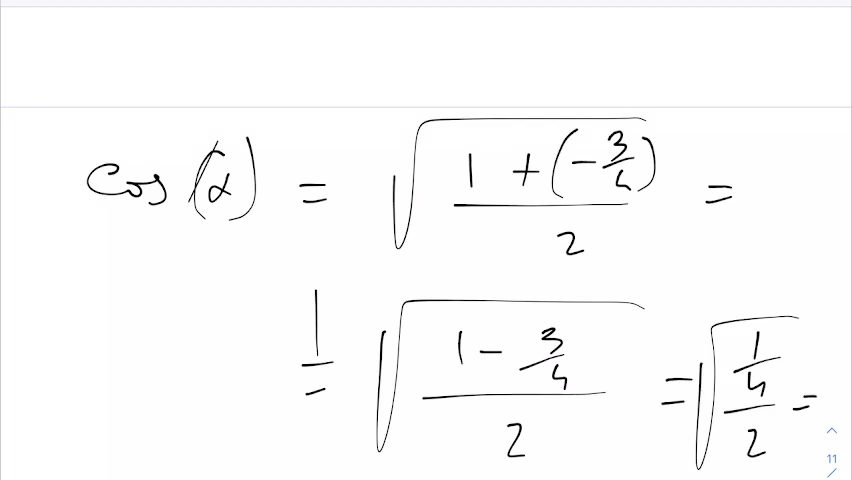 cos(α) = √((1 + (-3/4))/2) =
= √((1 - 3/4)/2) = √((1/4)/2) =
11